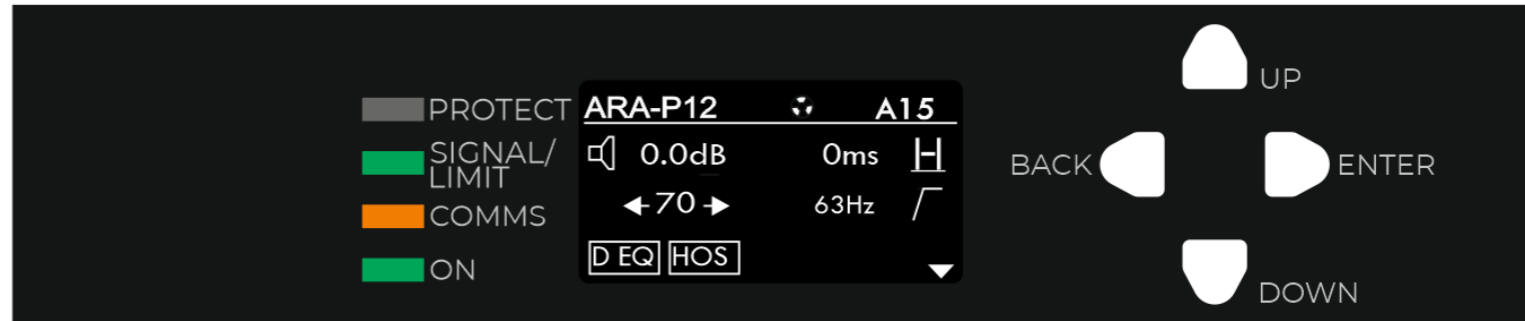 PROTECT
SIGNAL/
LIMIT
COMMS
ON
ARA-P12 A15
0.0dB 0ms
70 63Hz
D EQ HOS
UP
BACK
ENTER
DOWN